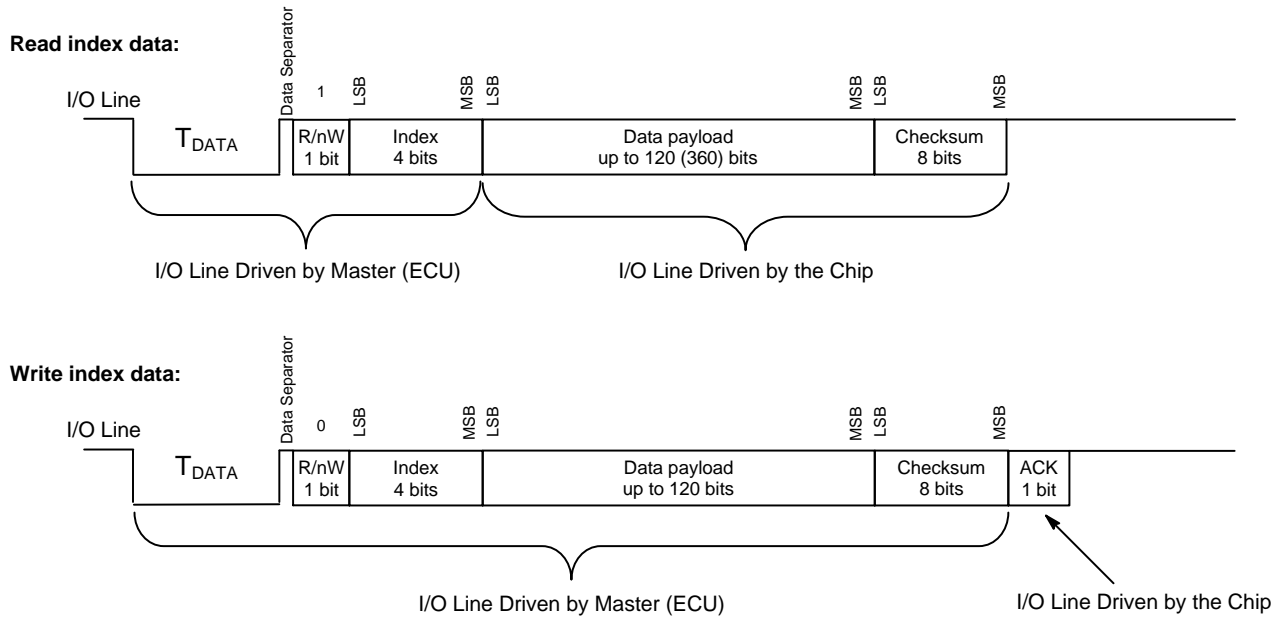 Read index data:
Data Separator
I/O Line
1
LSB
MSB
LSB
MSB
LSB
MSB
TDATA
R/nW
1 bit
Index
4 bits
Data payload
up to 120 (360) bits
Checksum
8 bits
I/O Line Driven by Master (ECU)
I/O Line Driven by the Chip
Write index data:
Data Separator
I/O Line
0
LSB
MSB
LSB
MSB
LSB
MSB
TDATA
R/nW
1 bit
Index
4 bits
Data payload
up to 120 bits
Checksum
8 bits
ACK
1 bit
I/O Line Driven by Master (ECU)
I/O Line Driven by the Chip